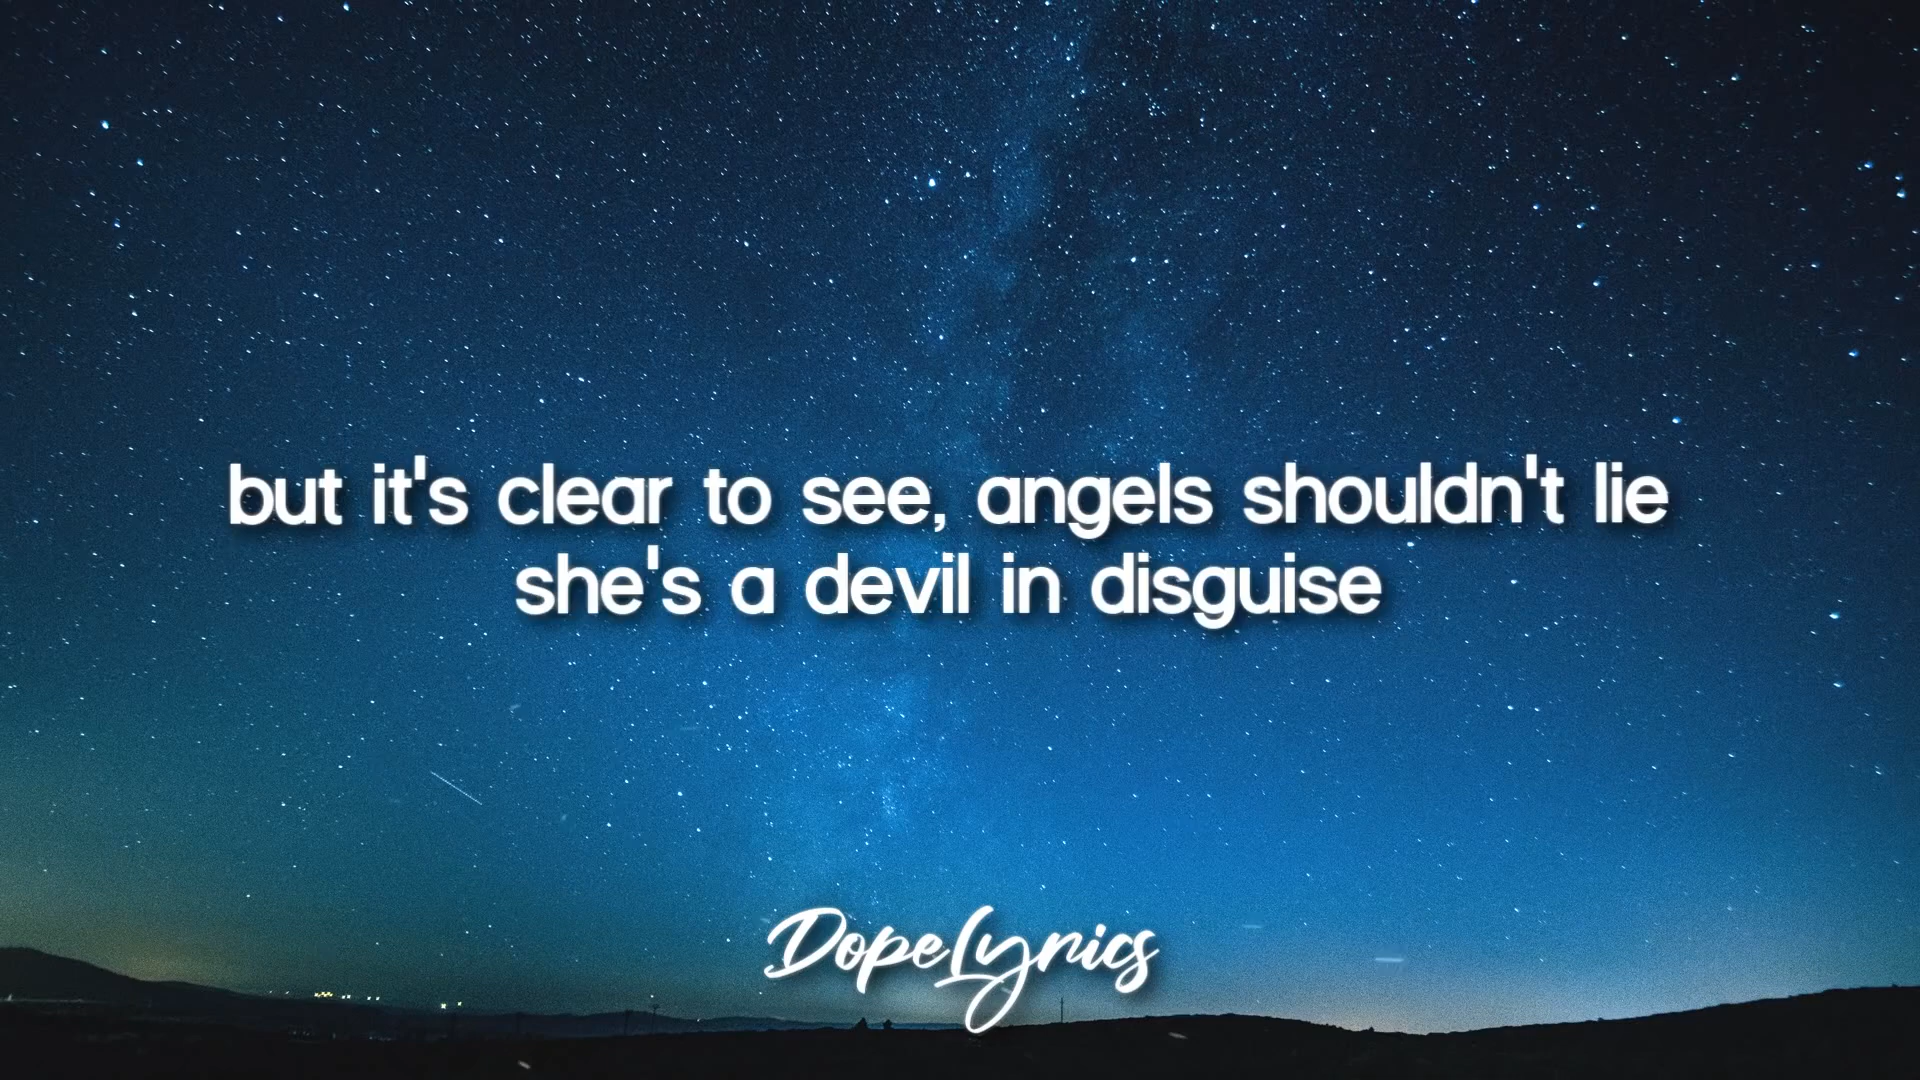 but it's clear to see, angels shouldn't lie
she's a devil in disguise
DopeLyrics